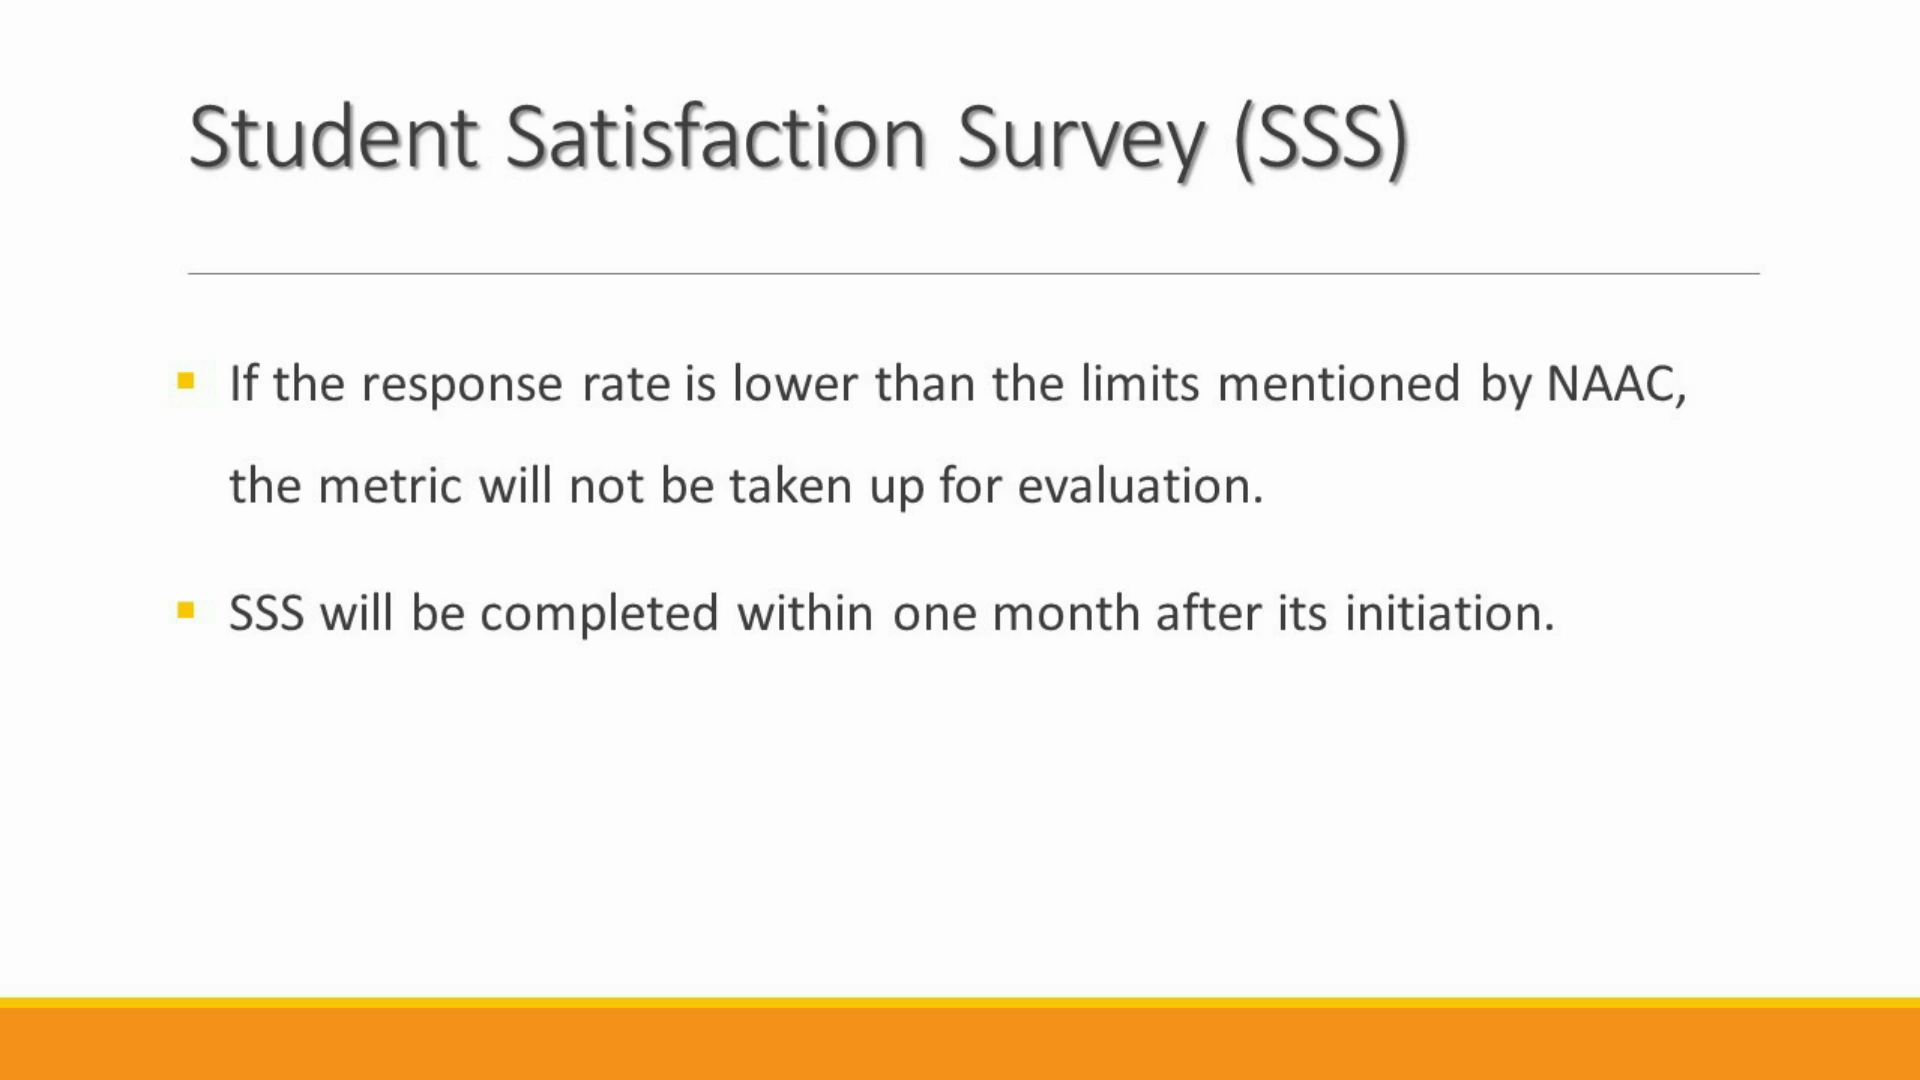 Student Satisfaction Survey (SSS)
If the response rate is lower than the limits mentioned by NAAC,
the metric will not be taken up for evaluation.
SSS will be completed within one month after its initiation.